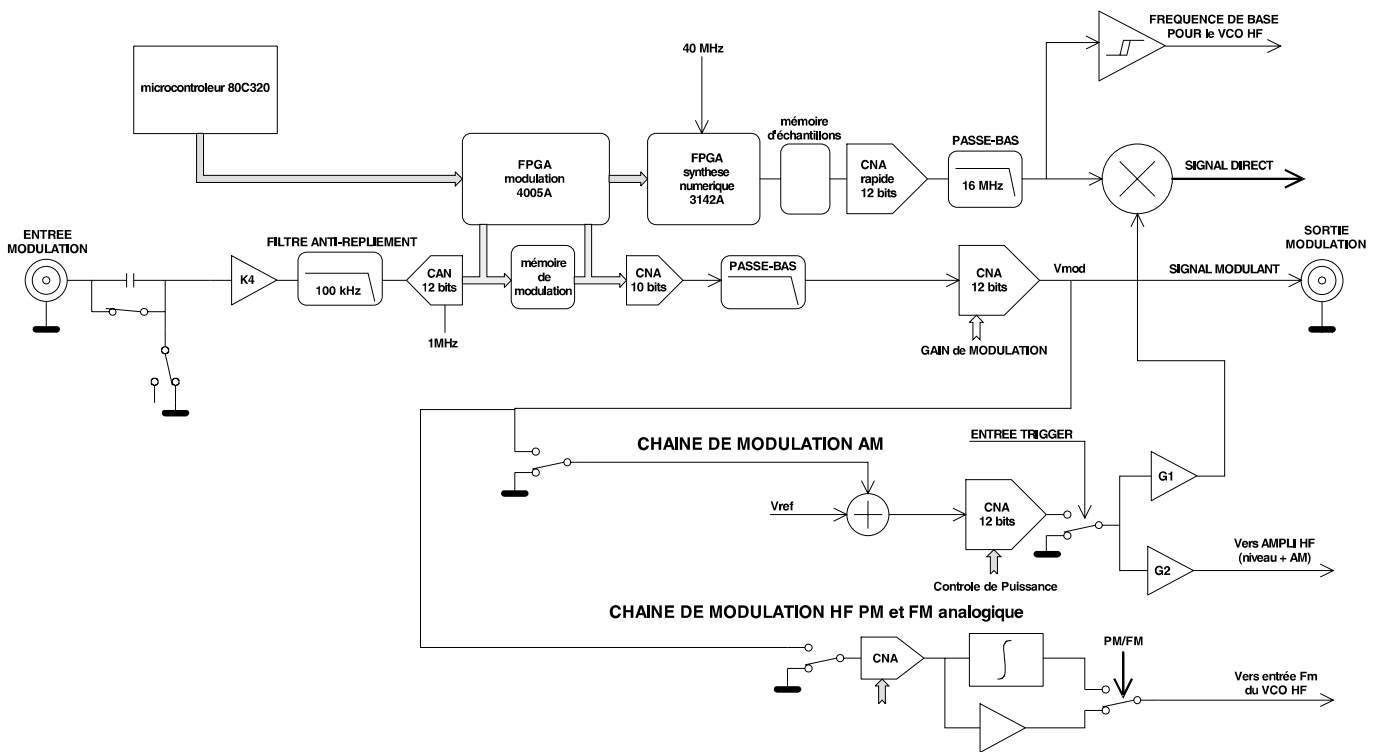 FRÉQUENCE DE BASE
POUR le VCO HF
40 MHz
microcontroleur 80C320
mémoire
d'échantillons
FPGA
modulation
4005A
FPGA
synthèse
numerique
3142A
CNA
rapide
12 bits
PASSE-BAS
16 MHz
SIGNAL DIRECT
ENTREE
MODULATION
FILTRE ANTI-REPLIEMENT
K4
100 kHz
CAN
12 bits
1MHz
mémoire
de
modulation
CNA
10 bits
PASSE-BAS
CNA
12 bits
GAIN de MODULATION
Vmod
SIGNAL MODULANT
SORTIE
MODULATION
CHAINE DE MODULATION AM
ENTREE TRIGGER
Vref
CNA
12 bits
Controle de Puissance
G1
G2
Vers AMPLI HF
(niveau + AM)
CHAINE DE MODULATION HF PM et FM analogique
CNA
PM/FM
Vers entrée Fm
du VCO HF